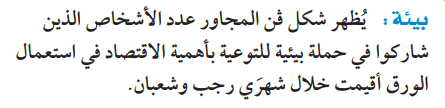 بيئة: يُظهر شكل ڤن المجاور عدد الأشخاص الذين
شاركوا في حملة بيئية للتوعية بأهمية الاقتصاد في استعمال
الورق أقيمت خلال شهرَي رجب وشعبان.